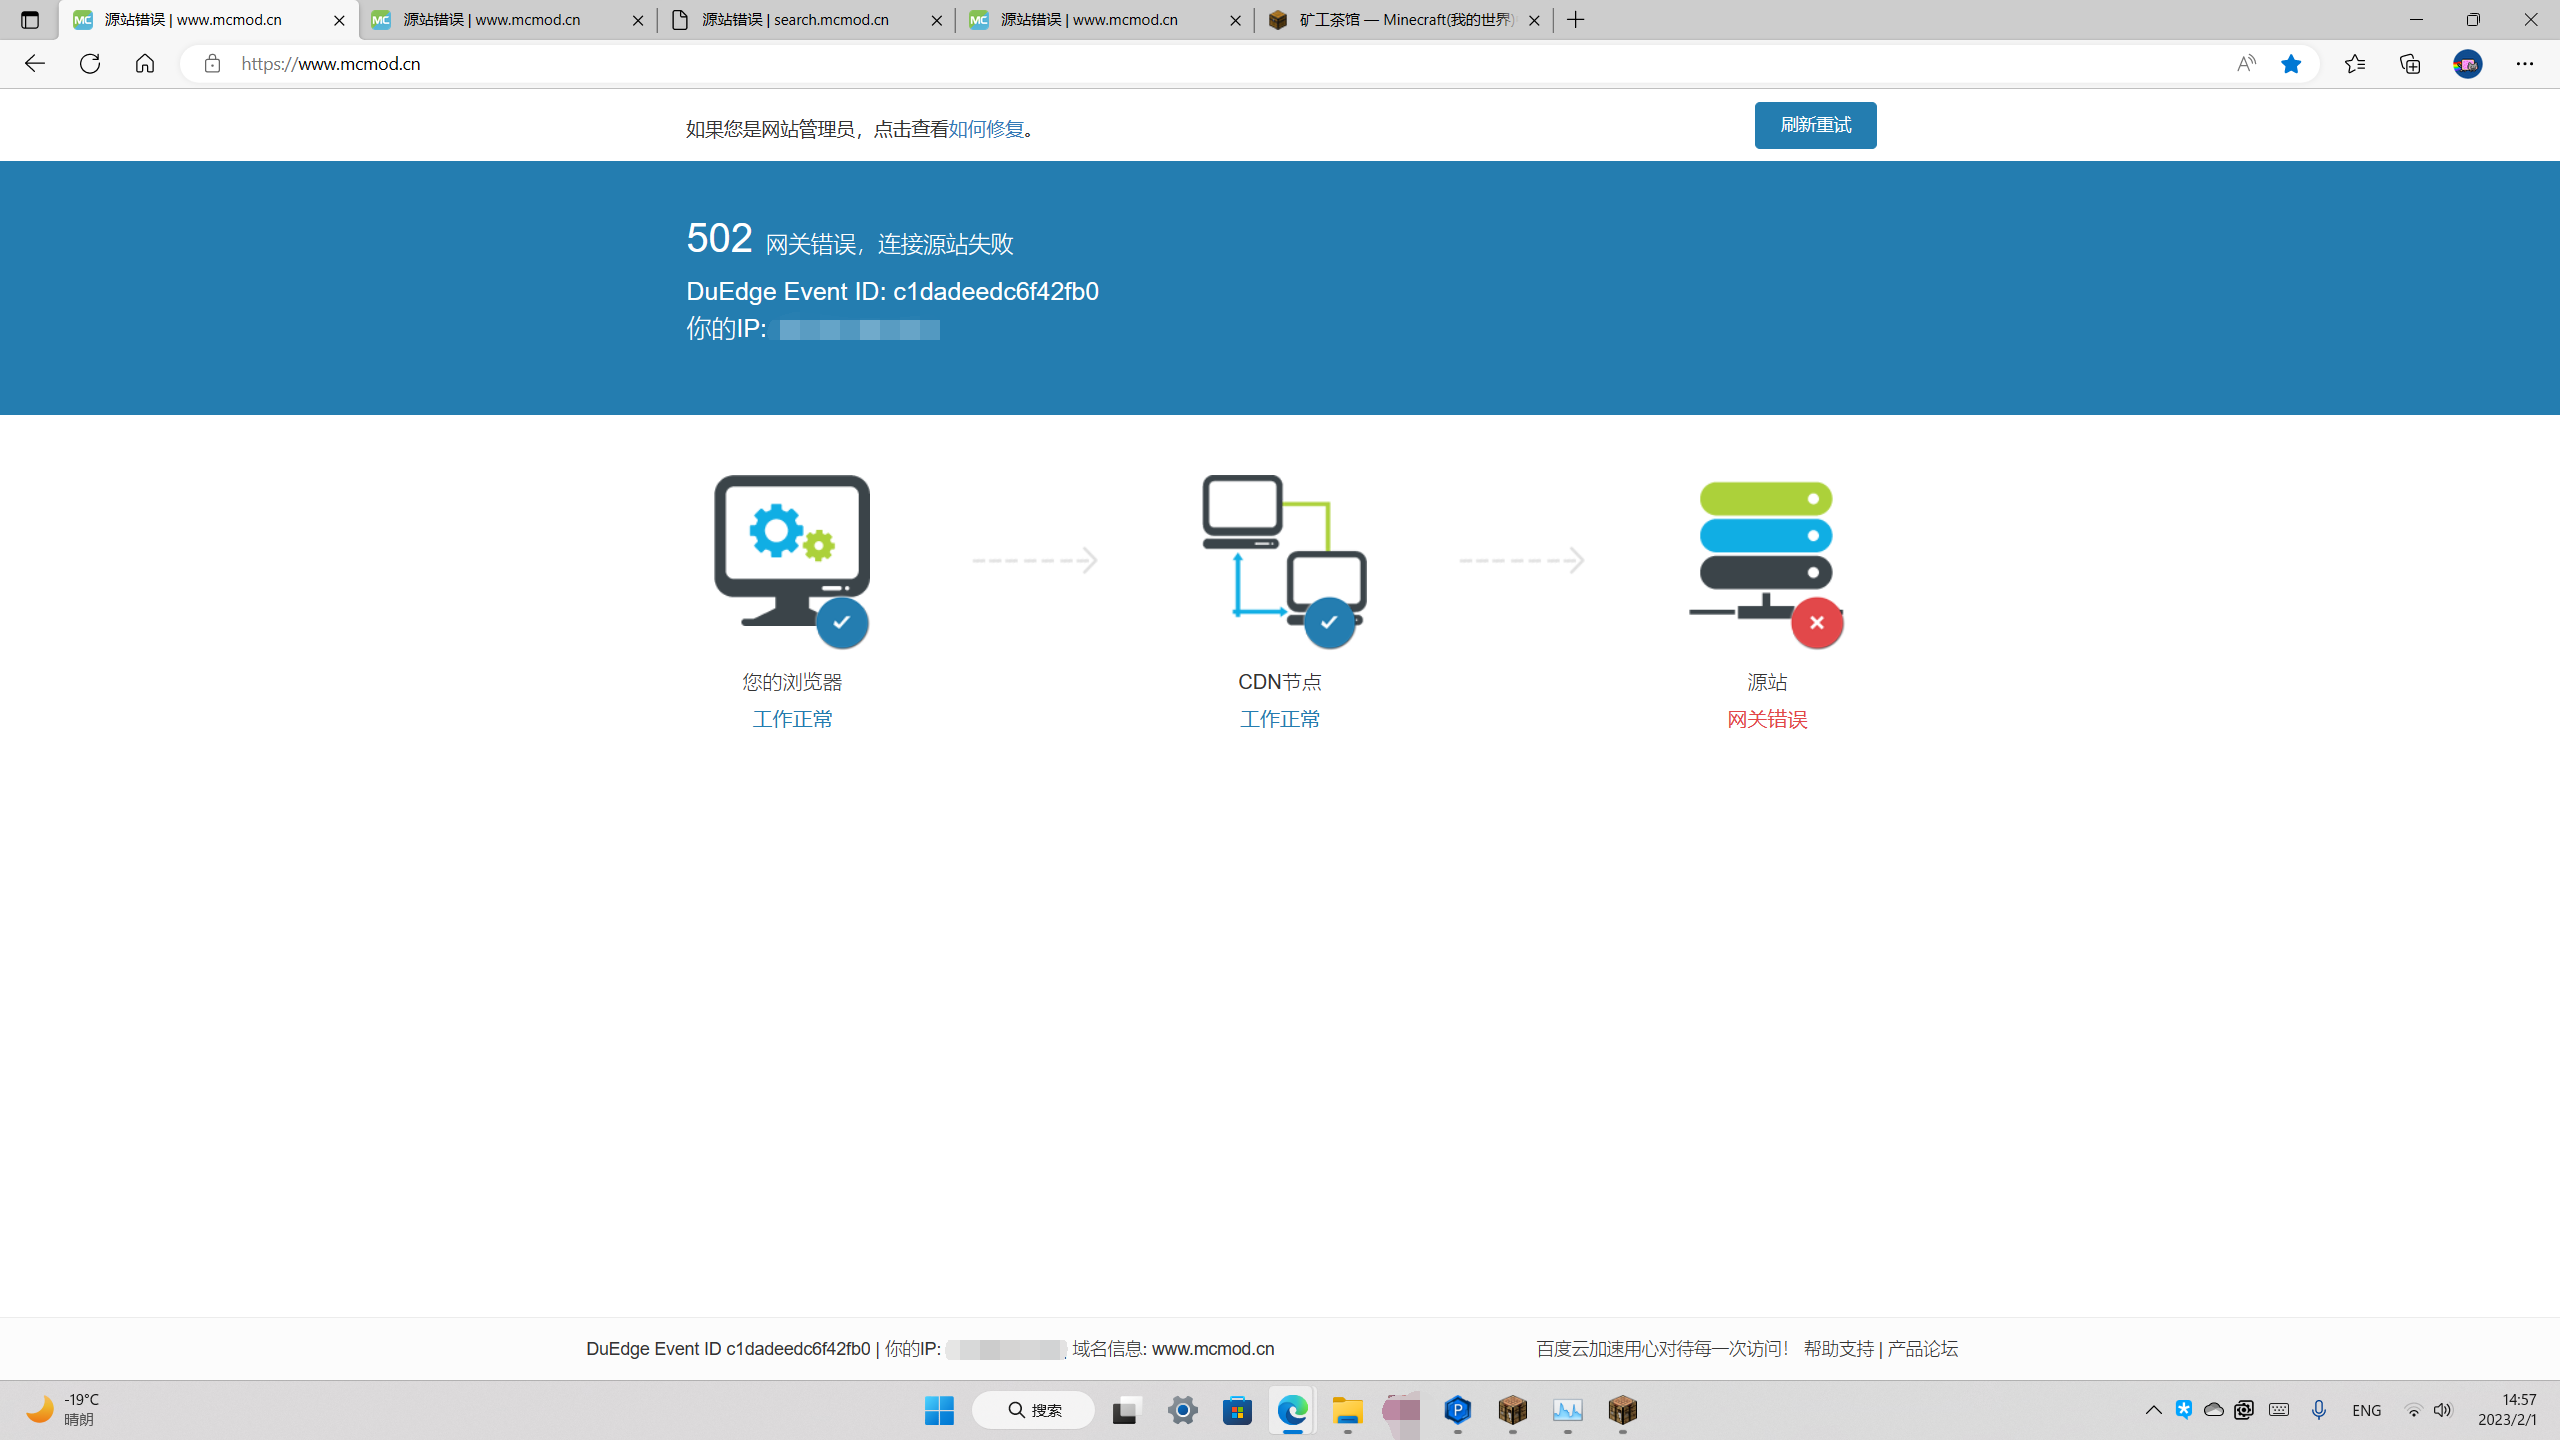 源站错误 | www.mcmod.cn
源站错误 | www.mcmod.cn
源站错误 | search.mcmod.cn
源站错误 | www.mcmod.cn
矿工茶馆 — Minecraft(我的世界)
https://www.mcmod.cn
如果您是网站管理员，点击查看如何修复。
刷新重试
502 网关错误，连接源站失败
DuEdge Event ID: c1dadeedc6f42fb0
你的IP:
您的浏览器
工作正常
CDN节点
工作正常
源站
网关错误
DuEdge Event ID c1dadeedc6f42fb0 | 你的IP: 域名信息: www.mcmod.cn
百度云加速用心对待每一次访问！ 帮助支持 | 产品论坛
-19°C
晴朗
搜索
ENG
14:57
2023/2/1